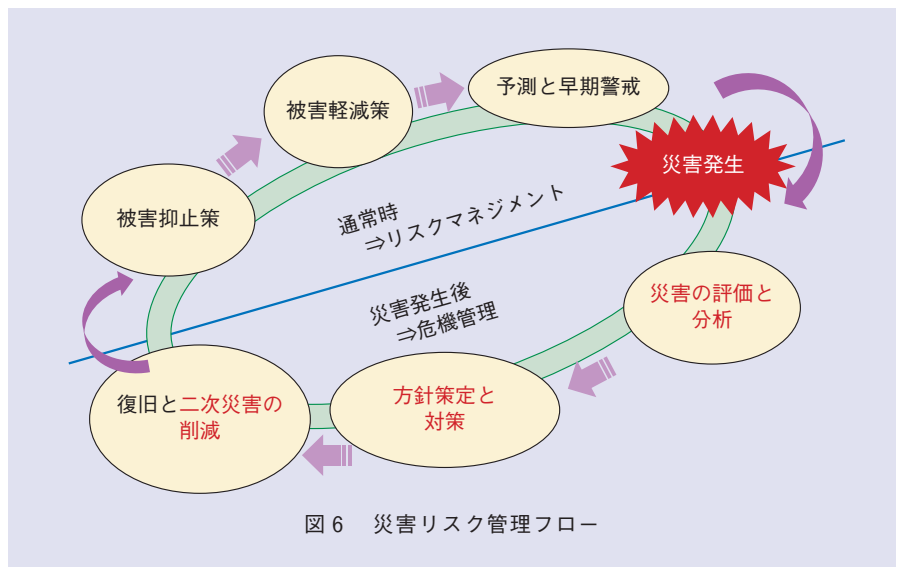 予測と早期警戒
被害軽減策
災害発生
被害抑止策
通常時
⇒リスクマネジメント
災害の評価と
分析
災害発生後
⇒危機管理
方針策定と
対策
復旧と二次災害の
削減
図6 災害リスク管理フロー